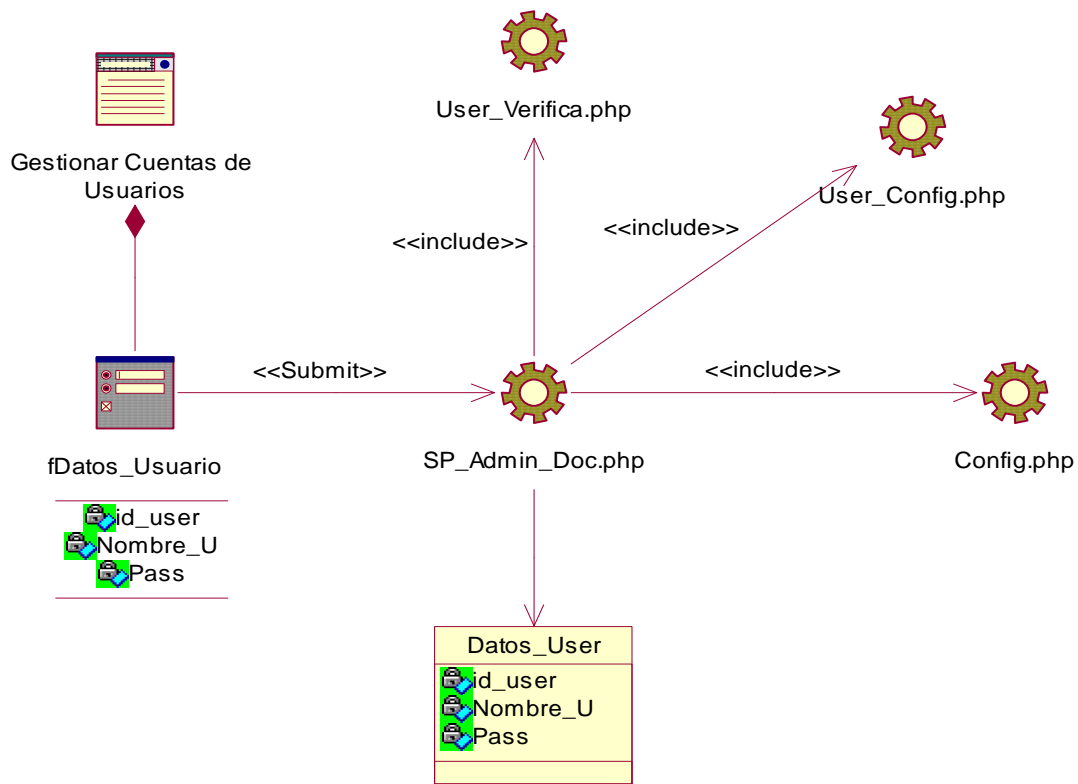 User_Verifica.php
Gestionar Cuentas de
Usuarios
User_Config.php
<<include>>
<<include>>
<<Submit>>
<<include>>
fDatos_Usuario
SP_Admin_Doc.php
Config.php
id_user
Nombre_U
Pass
Datos_User
id_user
Nombre_U
Pass